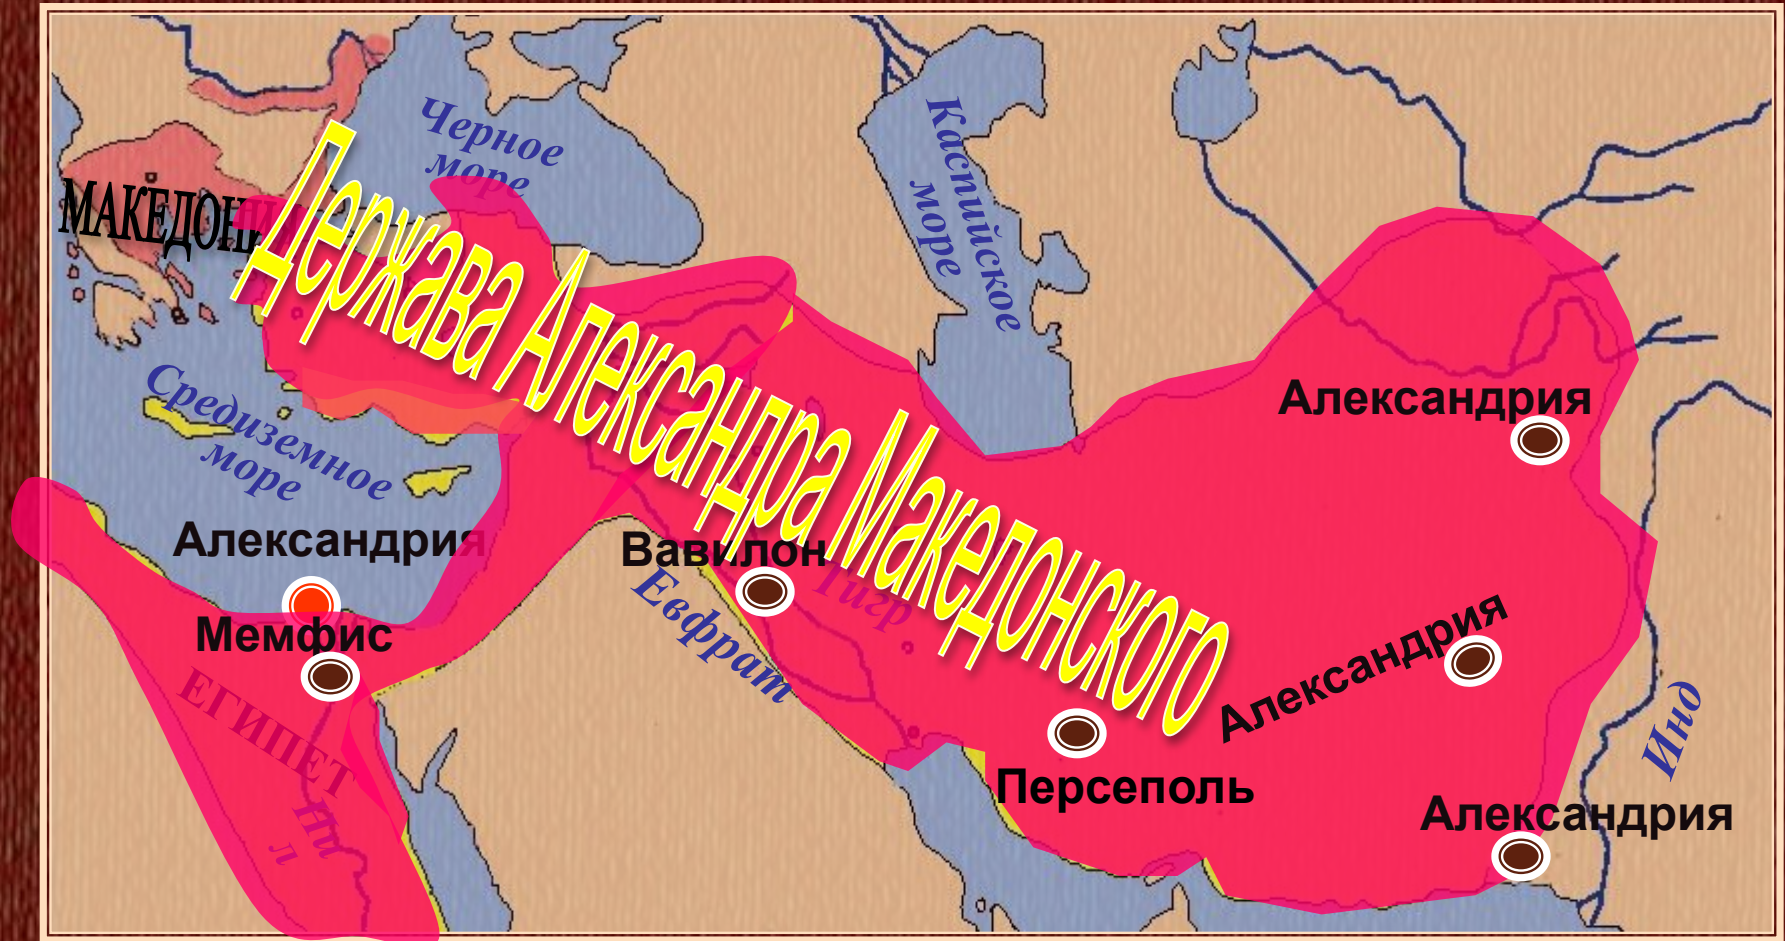 Черное
море
Каспийское
море
МАКЕДОНИЯ
Держава Александра Македонского
Средиземное
море
Александрия
Александрия
Вавилон
Тигр
Евфрат
Мемфис
ЕГИПЕТ
Ни
л
Александрия
Инд
Персеполь
Александрия